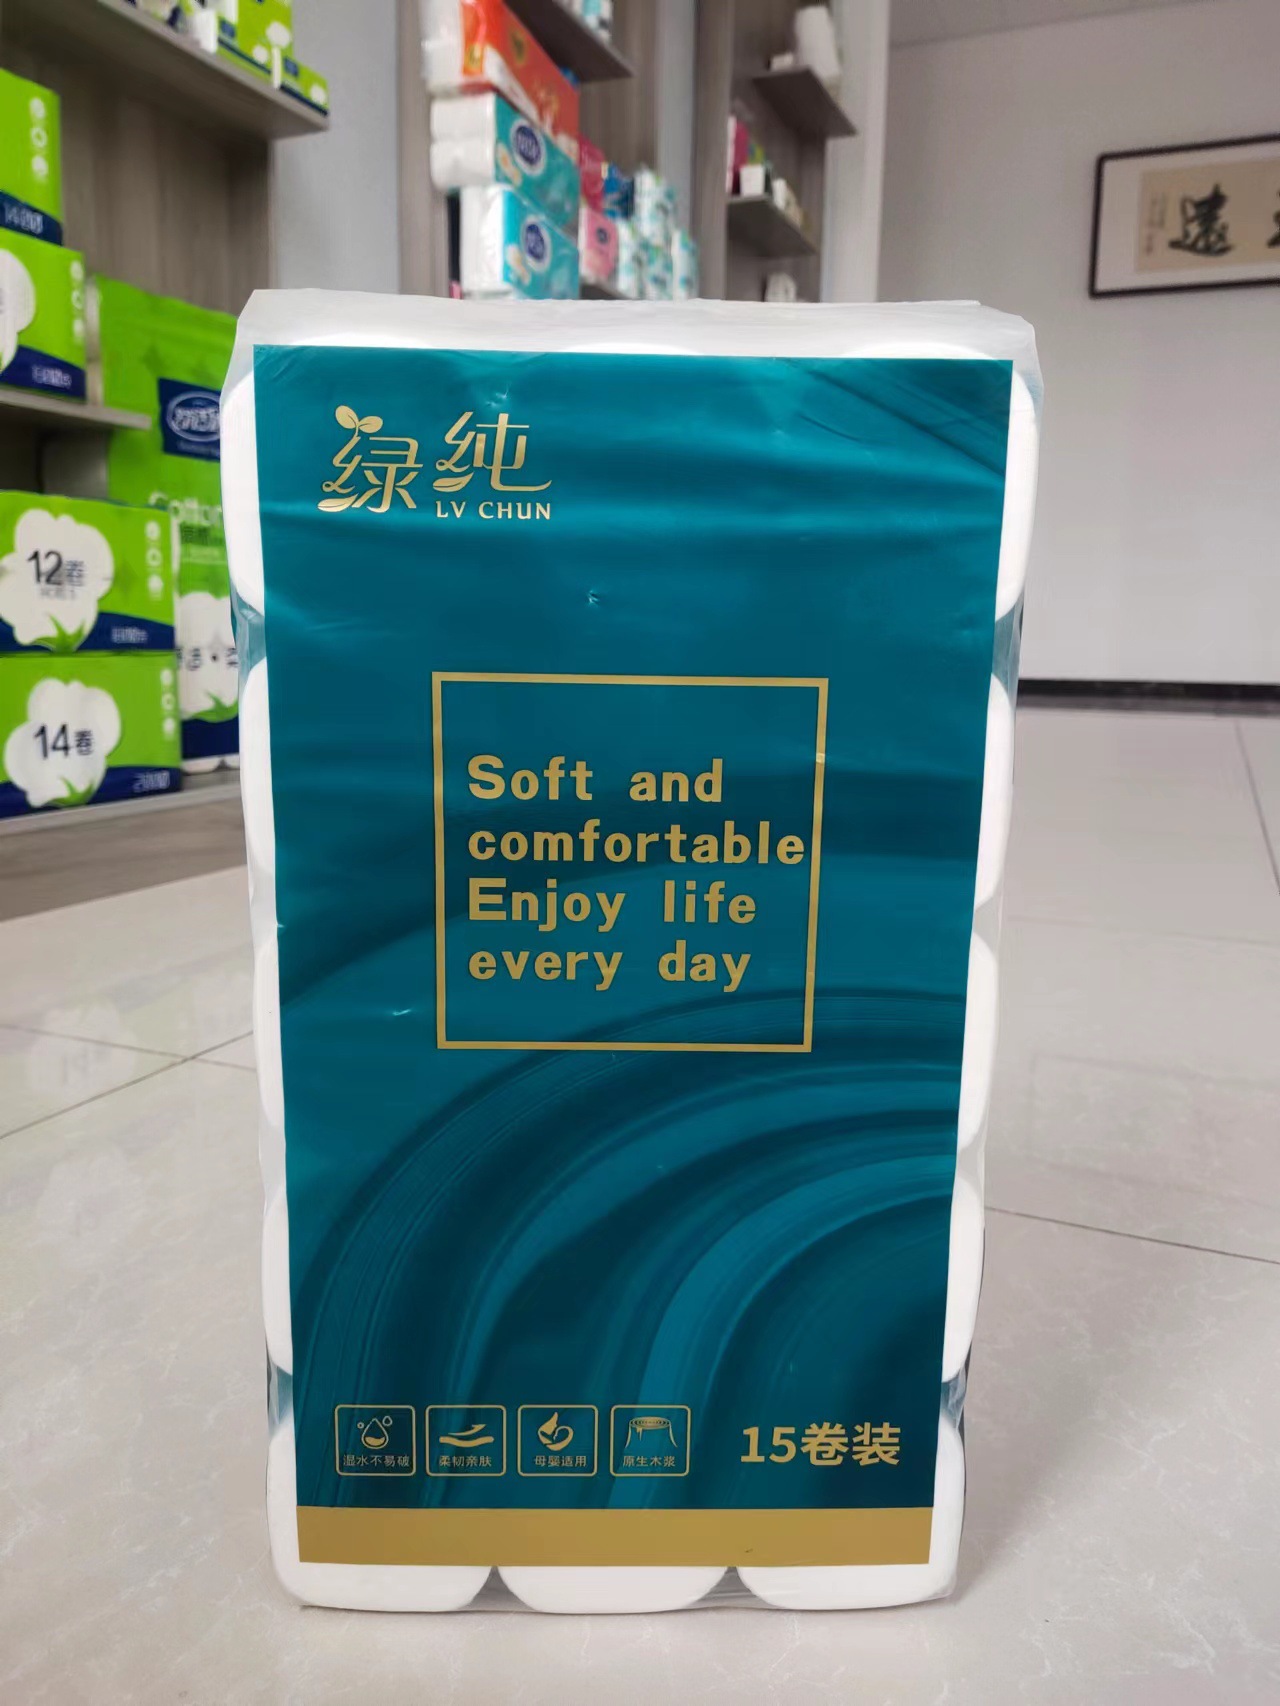 绿纯
LV CHUN
Soft and
comfortable
Enjoy life
every day
湿水不易破
柔韧亲肤
母婴适用
原生木浆
15卷装
12卷
14卷
Cotton
遠